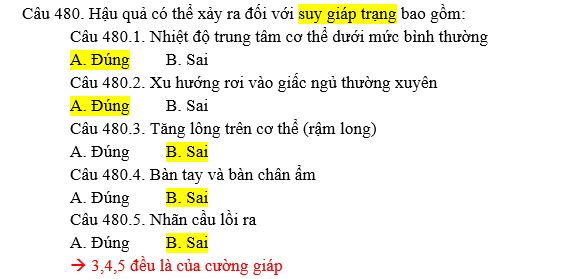 Câu 480. Hậu quả có thể xảy ra đối với suy giáp trạng bao gồm:
Câu 480.1. Nhiệt độ trung tâm cơ thể dưới mức bình thường
A. Đúng B. Sai
Câu 480.2. Xu hướng rơi vào giấc ngủ thường xuyên
A. Đúng B. Sai
Câu 480.3. Tăng lông trên cơ thể (rậm long)
A. Đúng B. Sai
Câu 480.4. Bàn tay và bàn chân ẩm
A. Đúng B. Sai
Câu 480.5. Nhãn cầu lồi ra
A. Đúng B. Sai
→ 3,4,5 đều là của cường giáp